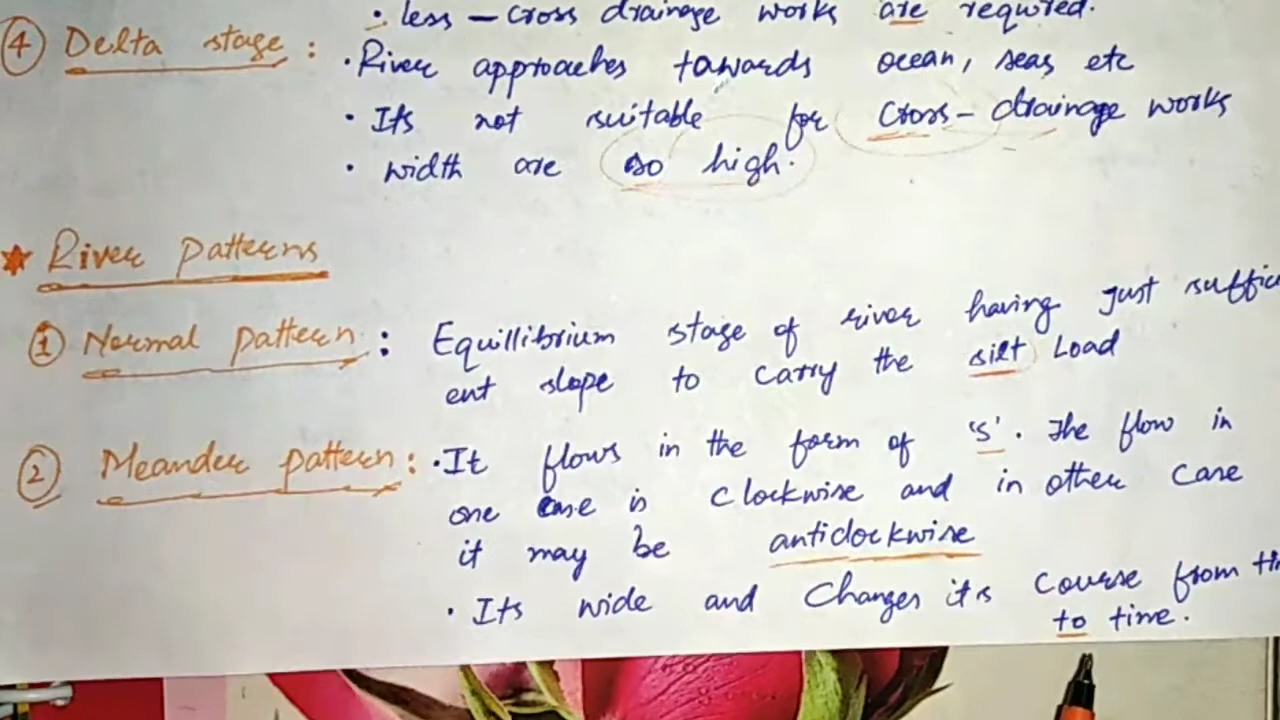 • less - cross drainage works are required.
④ Delta stage : • River approaches tawards ocean, seas etc
• Its not suitable for cross - drainage works
• width are so high.
★ River patterns
① Normal pattern : Equillibrium stage of river having just suffici
ent slope to carry the silt Load
② Meander pattern : • It flows in the form of 'S'. The flow in
one case is clockwise and in other case
it may be anticlockwise
• Its wide and changes it's course from ti
to time.